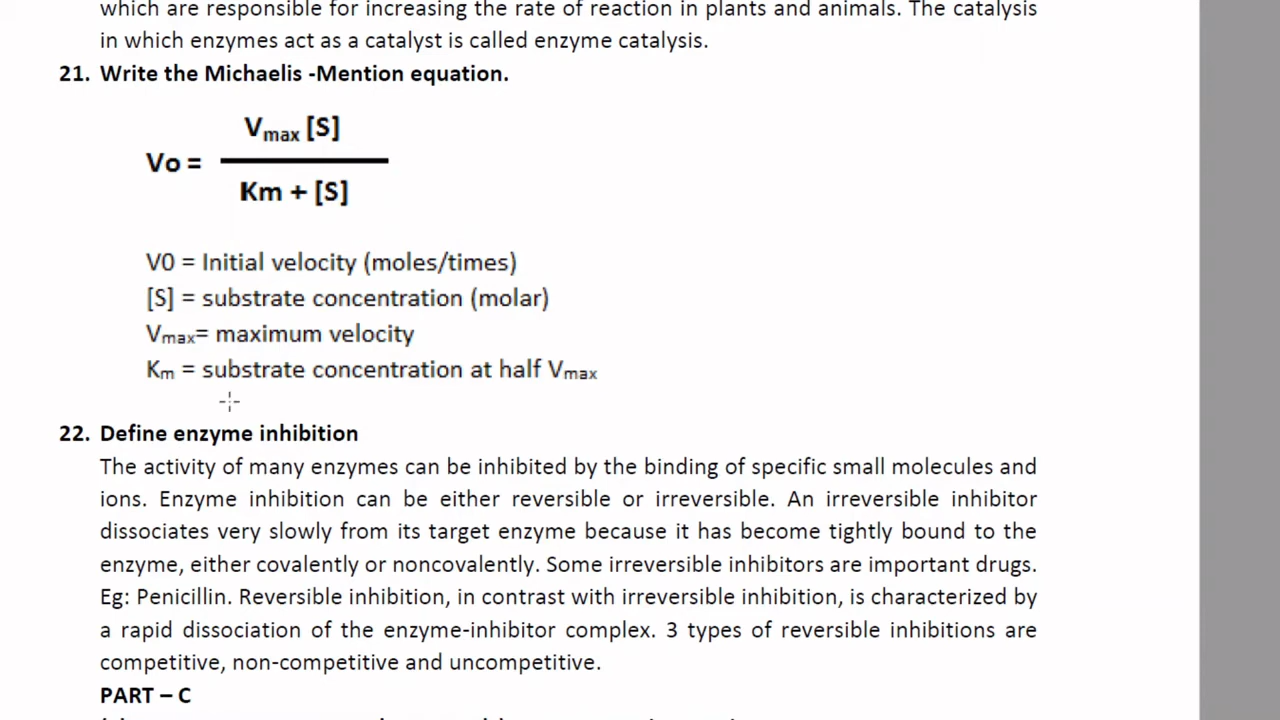 which are responsible for increasing the rate of reaction in plants and animals. The catalysis
in which enzymes act as a catalyst is called enzyme catalysis.
21. Write the Michaelis -Mention equation.
Vmax [S]
Vo =
Km + [S]
V0 = Initial velocity (moles/times)
[S] = substrate concentration (molar)
Vmax= maximum velocity
Km = substrate concentration at half Vmax
22. Define enzyme inhibition
The activity of many enzymes can be inhibited by the binding of specific small molecules and
ions. Enzyme inhibition can be either reversible or irreversible. An irreversible inhibitor
dissociates very slowly from its target enzyme because it has become tightly bound to the
enzyme, either covalently or noncovalently. Some irreversible inhibitors are important drugs.
Eg: Penicillin. Reversible inhibition, in contrast with irreversible inhibition, is characterized by
a rapid dissociation of the enzyme-inhibitor complex. 3 types of reversible inhibitions are
competitive, non-competitive and uncompetitive.
PART – C